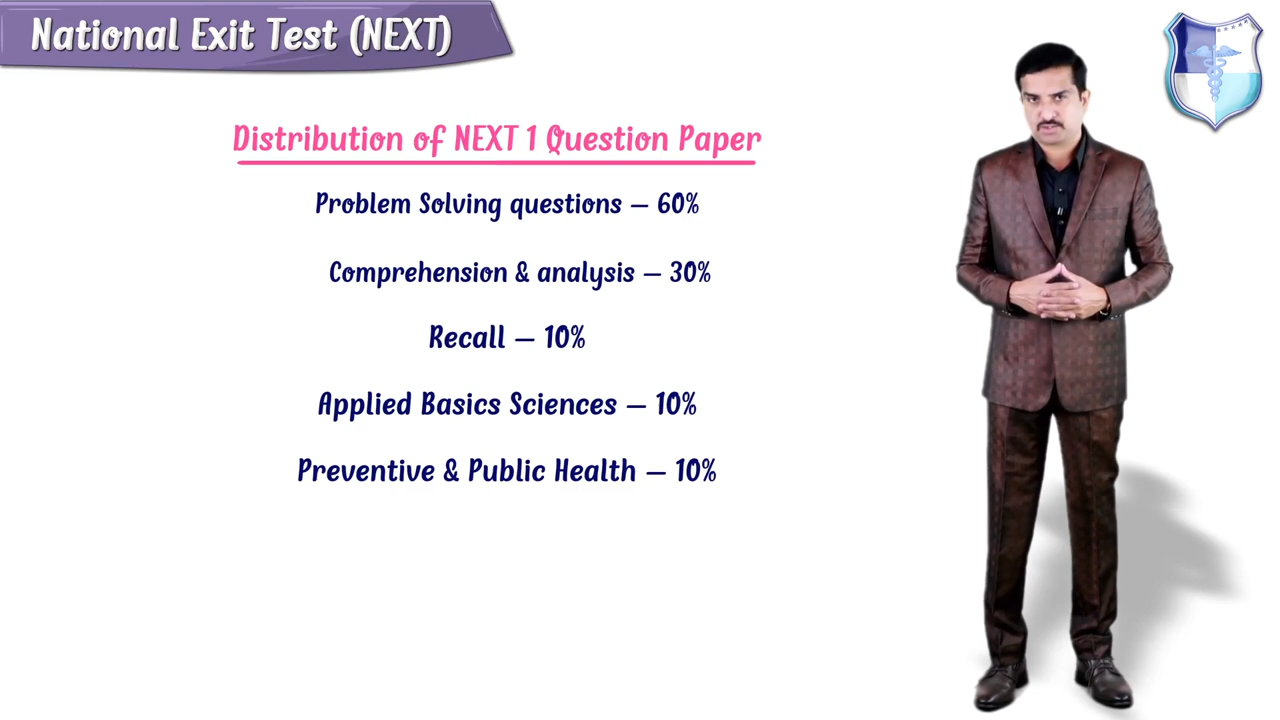 National Exit Test (NEXT)
Distribution of NEXT 1 Question Paper
Problem Solving questions – 60%
Comprehension & analysis – 30%
Recall – 10%
Applied Basics Sciences – 10%
Preventive & Public Health – 10%